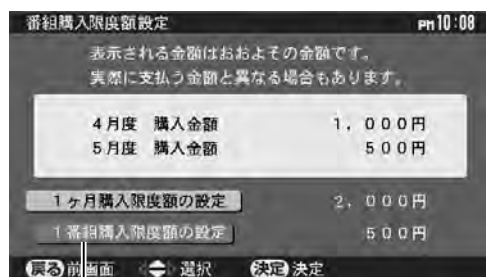 番組購入限度額設定 PM10:08
表示される金額はおおよその金額です。
実際に支払う金額と異なる場合もあります。
4月度 購入金額 1,000円
5月度 購入金額 500円
1ヶ月購入限度額の設定 2,000円
1番組購入限度額の設定 500円
戻る前画面 選択 決定決定